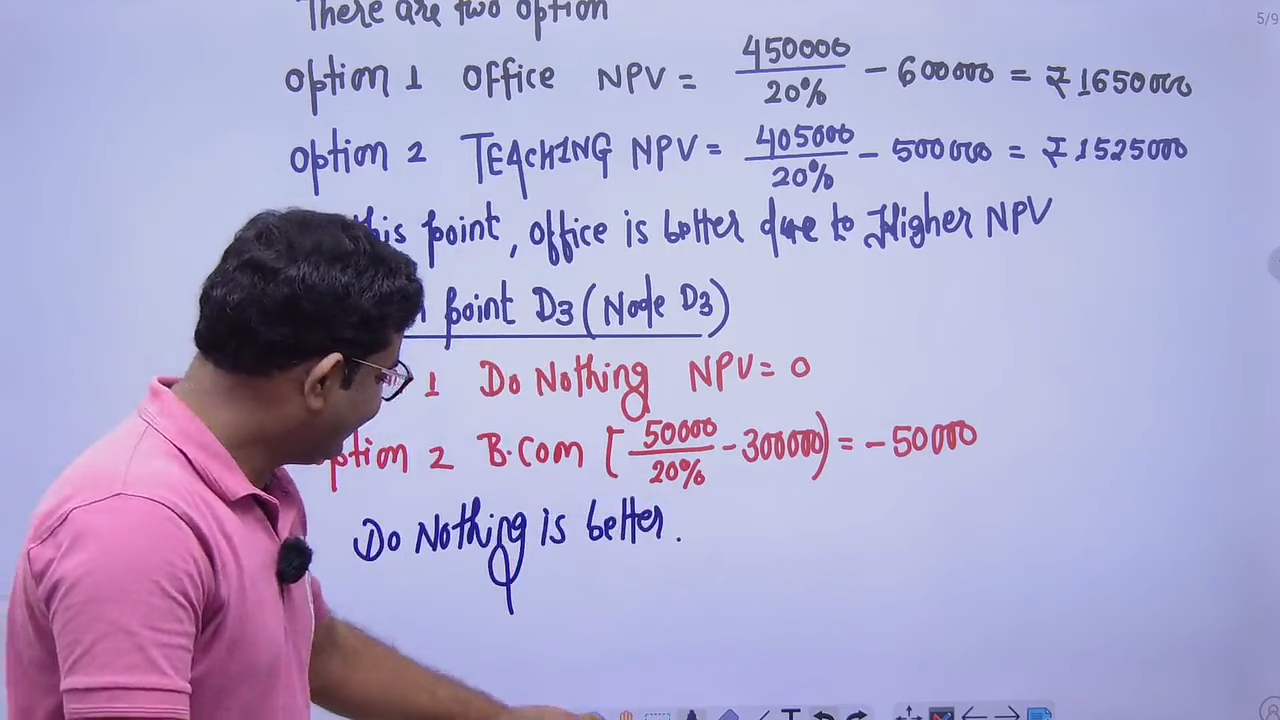 There are two option
5/9
Option 1 Office NPV = 450000/20% - 600000 = ₹1650000
Option 2 TEACHING NPV = 405000/20% - 500000 = ₹1525000
this point, office is better due to Higher NPV
point D3 (Node D3)
1 Do Nothing NPV = 0
option 2 B.Com [50000/20% - 300000) = -50000
Do Nothing is better.